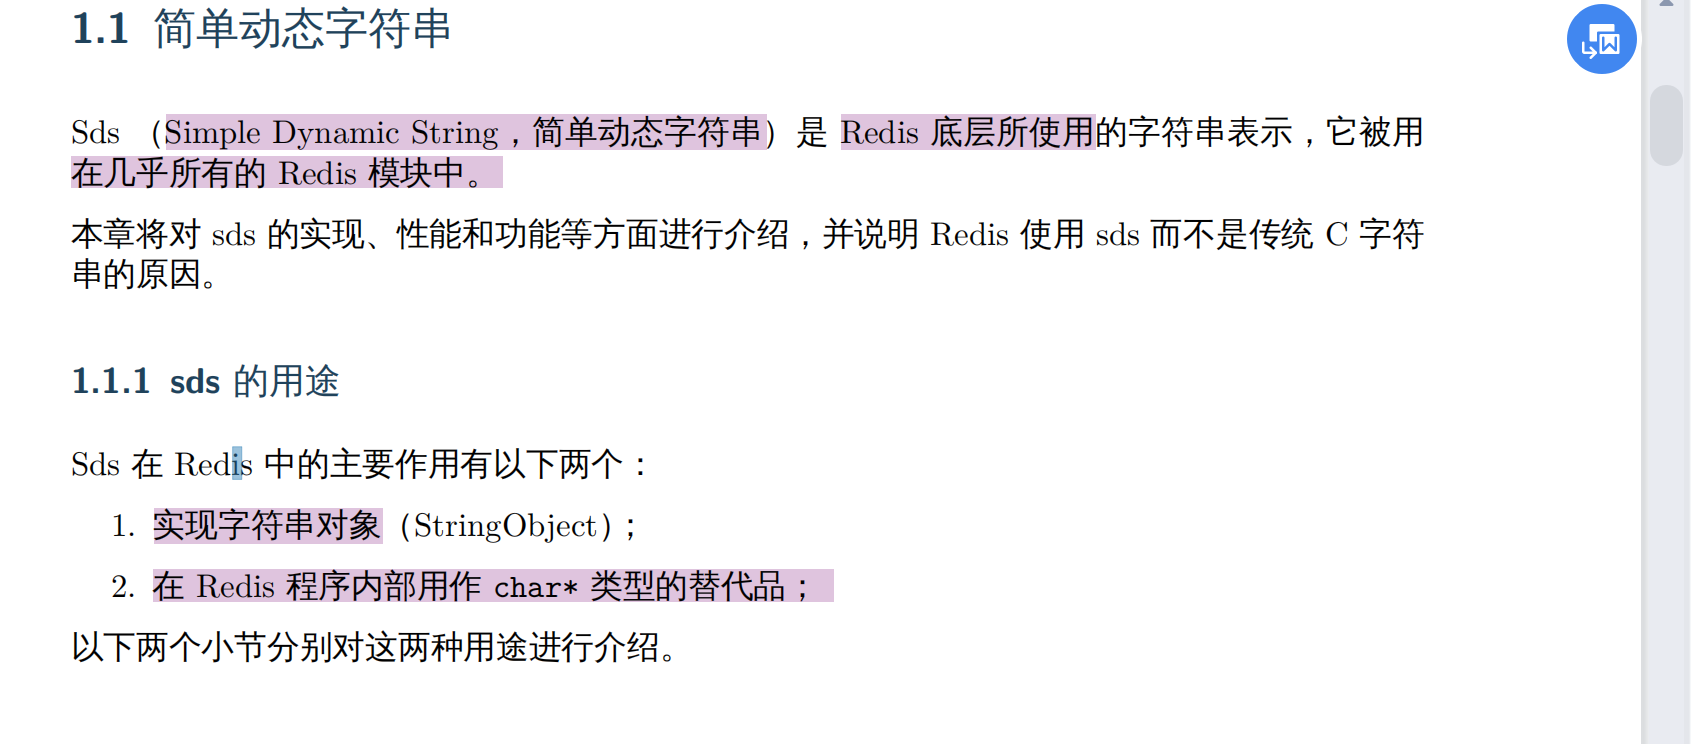 1.1 简单动态字符串
Sds （Simple Dynamic String，简单动态字符串）是 Redis 底层所使用的字符串表示，它被用
在几乎所有的 Redis 模块中。
本章将对 sds 的实现、性能和功能等方面进行介绍，并说明 Redis 使用 sds 而不是传统 C 字符
串的原因。
1.1.1 sds 的用途
Sds 在 Redis 中的主要作用有以下两个：
1. 实现字符串对象（StringObject）；
2. 在 Redis 程序内部用作 char* 类型的替代品；
以下两个小节分别对这两种用途进行介绍。